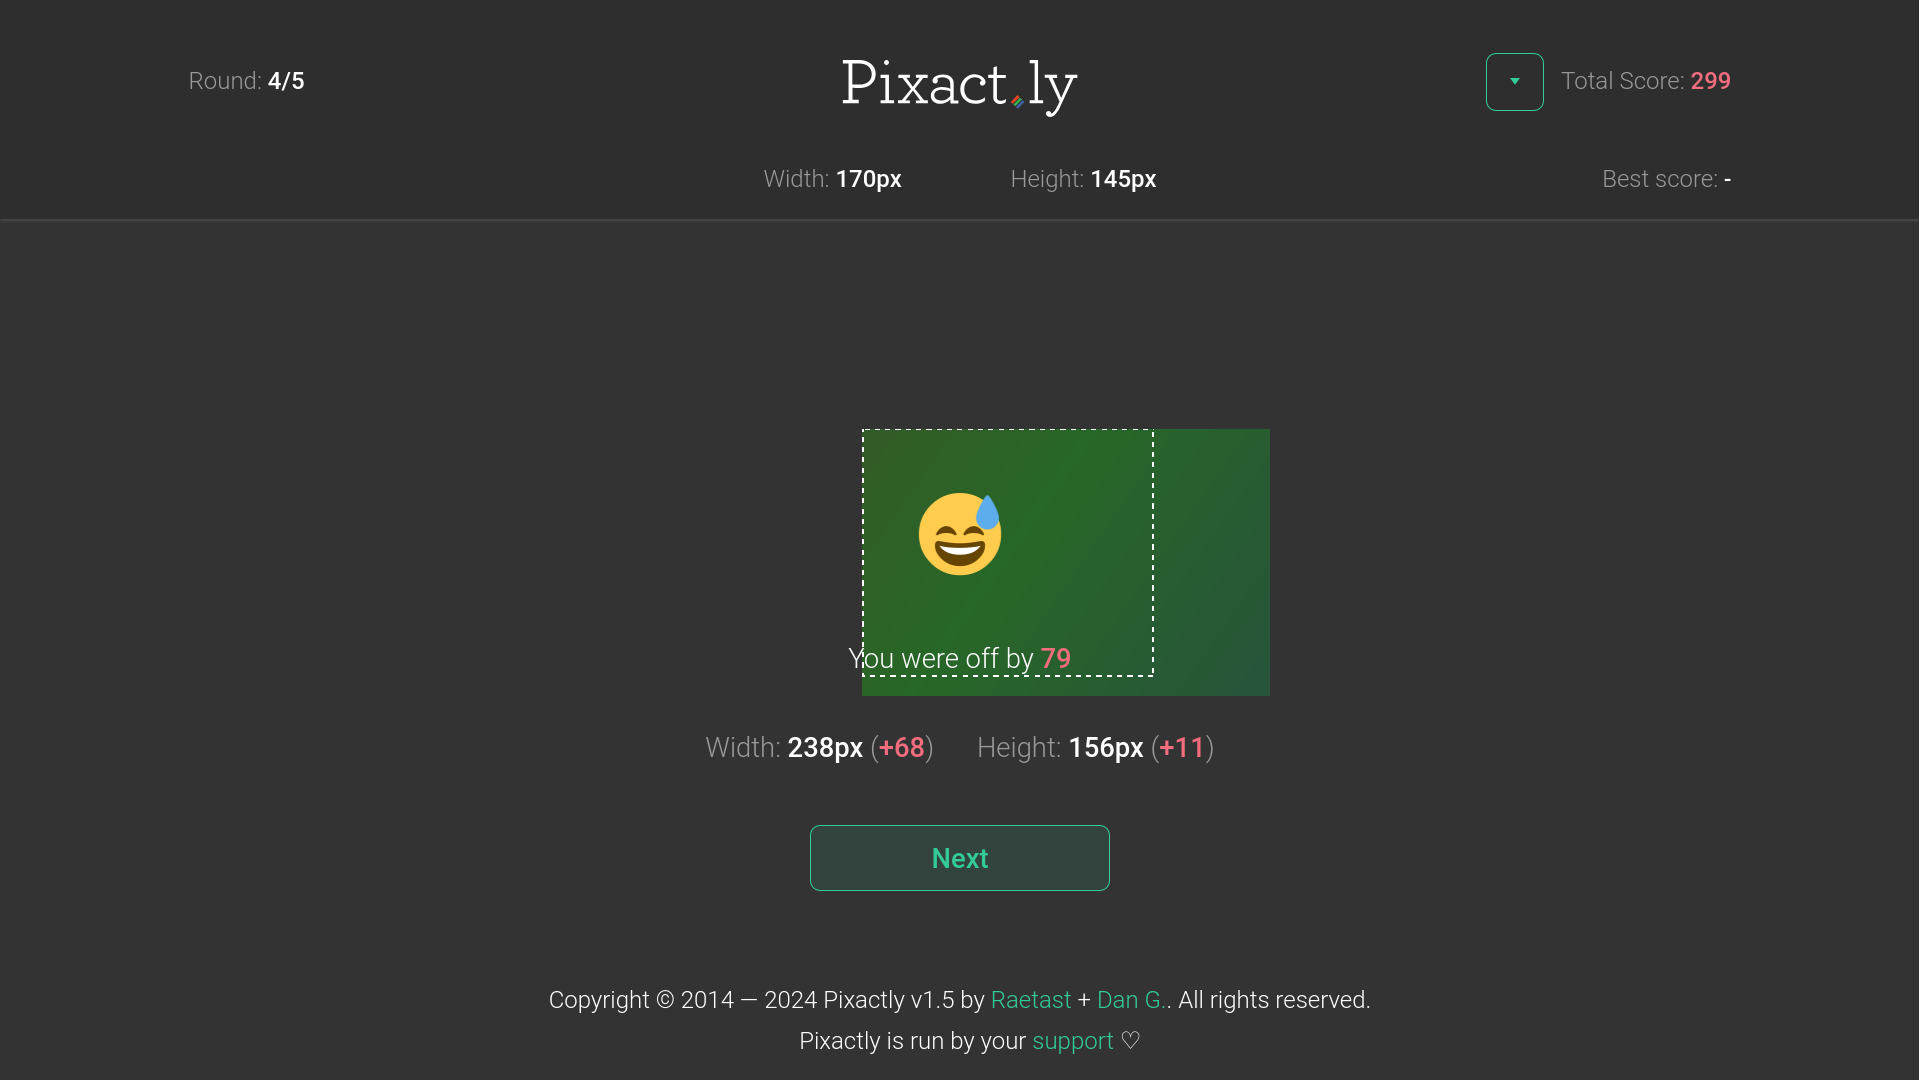 Round: 4/5
Pixact.ly
Total Score: 299
Width: 170px
Height: 145px
Best score: -
You were off by 79
Width: 238px (+68)
Height: 156px (+11)
Next
Copyright © 2014 — 2024 Pixactly v1.5 by Raetast + Dan G.. All rights reserved.
Pixactly is run by your support ♡